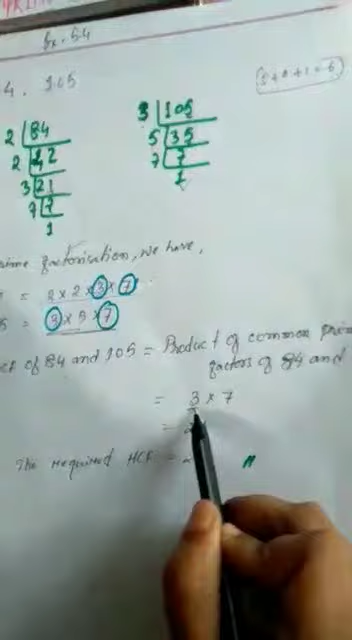 Ex. 54
4. 105
5+0+1=6
2 84
2 42
3 21
7 7
1
3 105
5 35
7 7
1
factorisation, we have,
= 2 × 2 × 3 × 7
= 3 × 5 × 7
of 84 and 105 = Product of common
factors of 84 and
= 3 × 7
=
The required HCF =